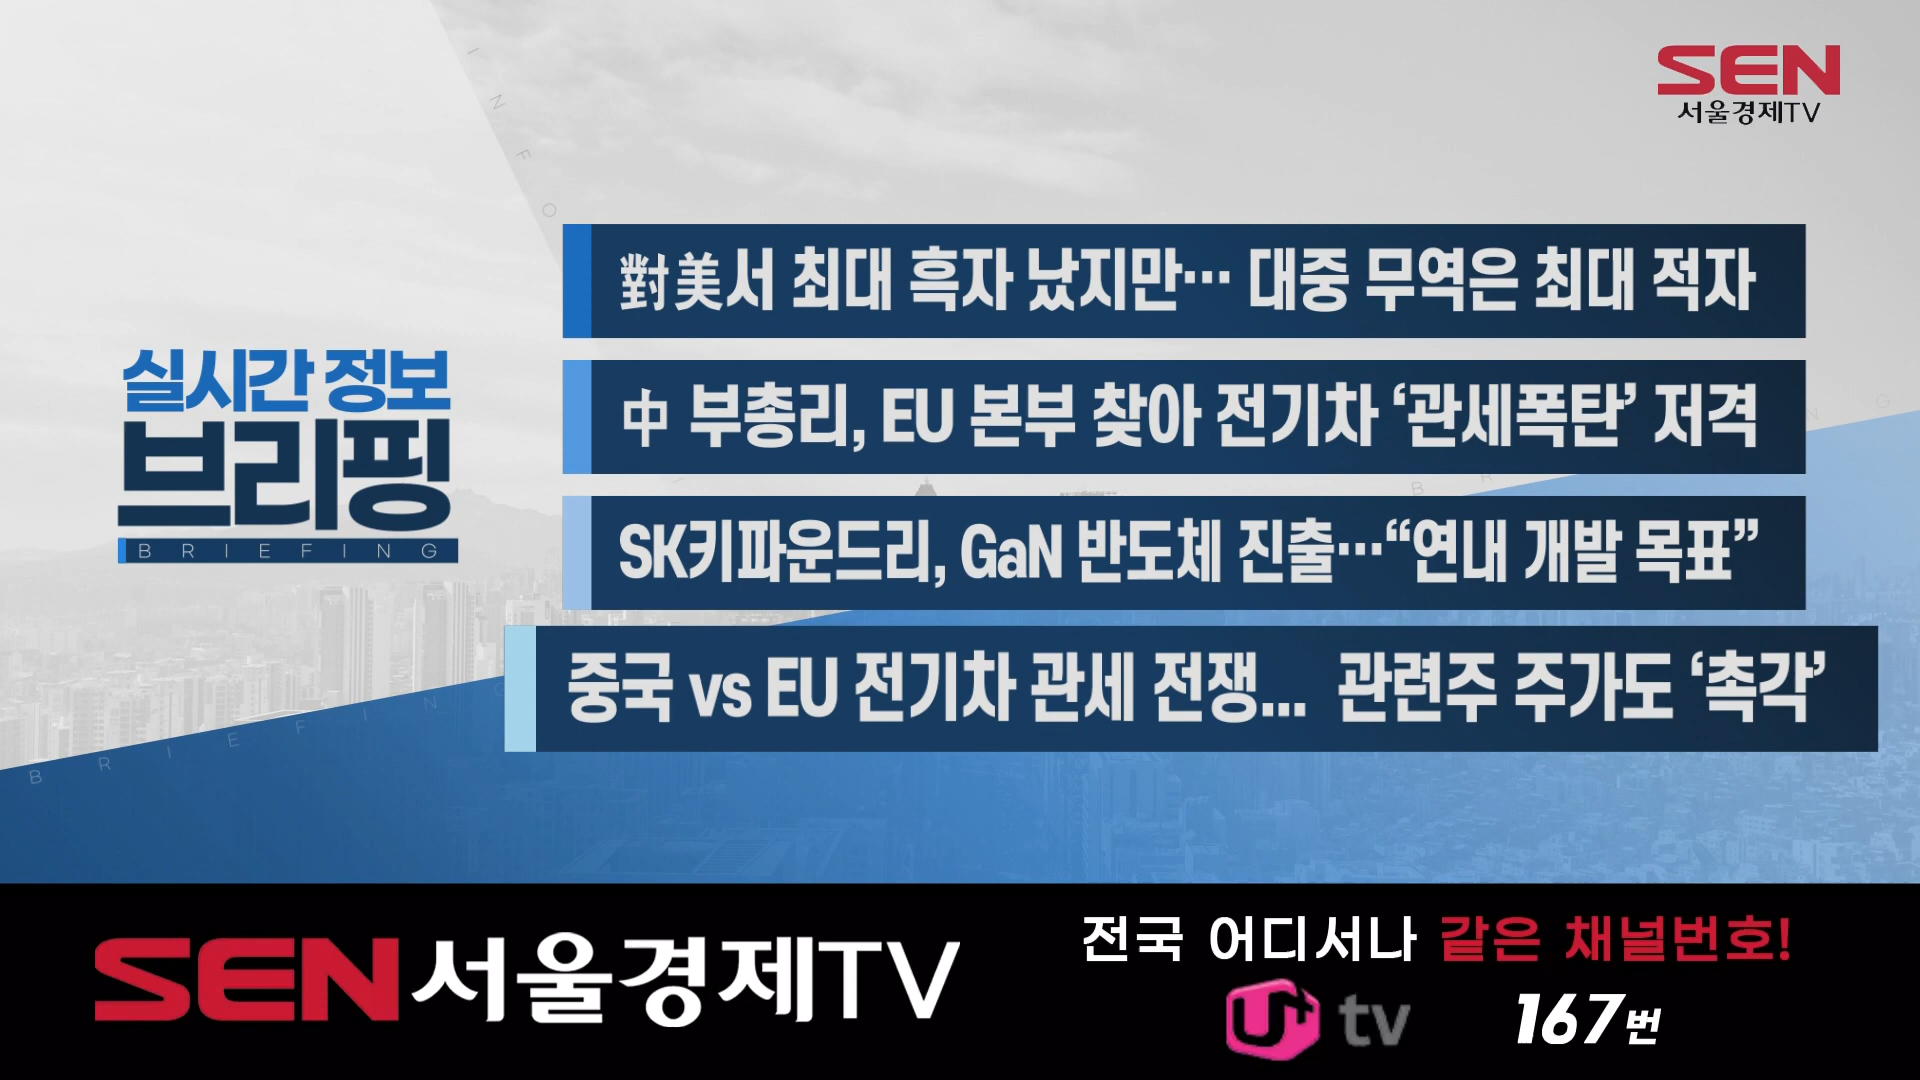 SEN
서울경제TV
INFO
對美서 최대 흑자 났지만… 대중 무역은 최대 적자
中 부총리, EU 본부 찾아 전기차 ‘관세폭탄’ 저격
SK키파운드리, GaN 반도체 진출…“연내 개발 목표”
중국 vs EU 전기차 관세 전쟁... 관련주 주가도 ‘촉각’
실시간 정보
브리핑
BRIEFING
BRIEFING
SEN 서울경제TV
전국 어디서나 같은 채널번호!
U+ tv 167번